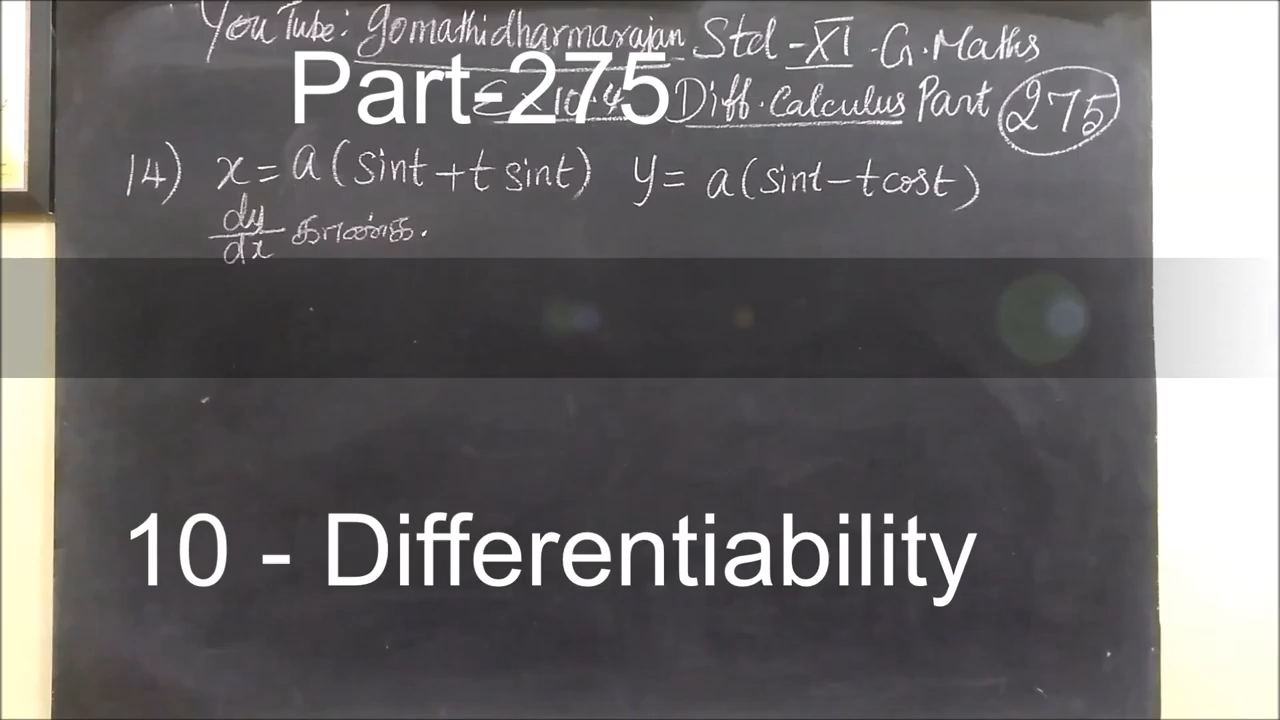 YouTube: gomathidharmarajan Std - XI . G. Maths
Part-275
Ex 10.4 Diff. Calculus Part 275
14) x = a (sint + t sint) y = a (sint - t cost)
dy/dx காண்க.
10 - Differentiability